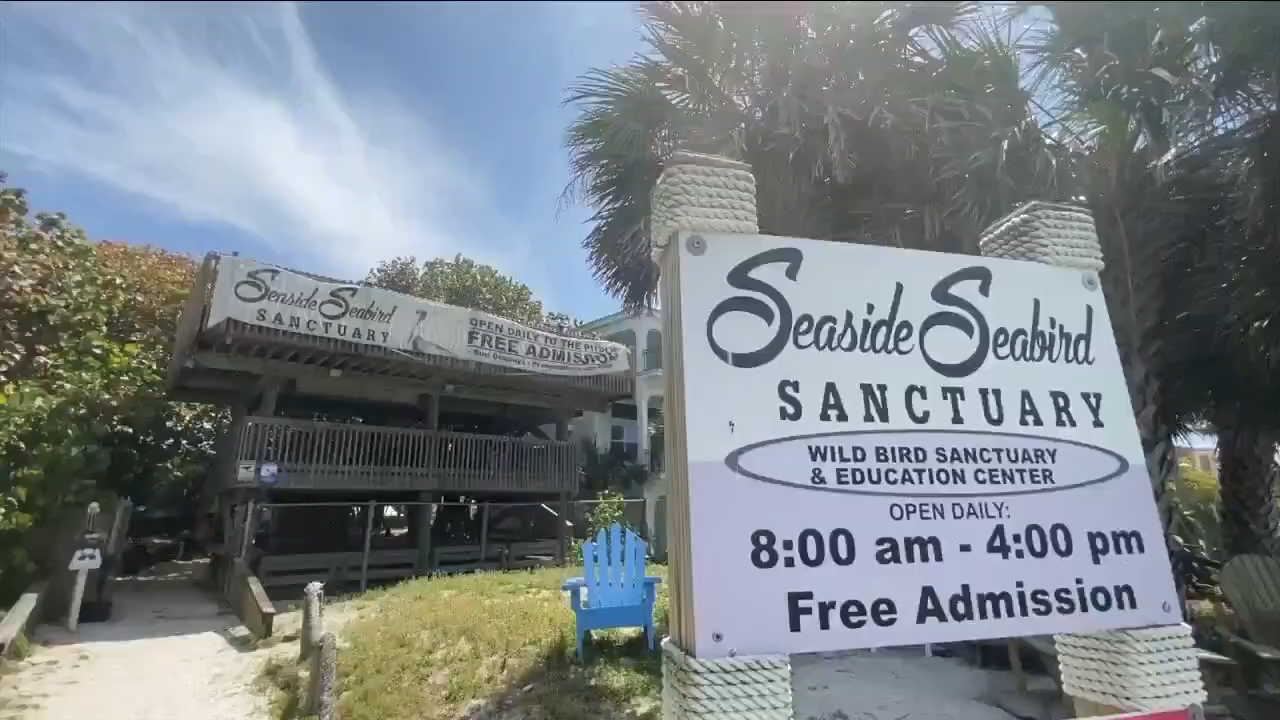 Seaside Seabird
SANCTUARY
OPEN DAILY TO THE PUBLIC
FREE ADMISSION
Seaside Seabird
SANCTUARY
WILD BIRD SANCTUARY
& EDUCATION CENTER
OPEN DAILY:
8:00 am - 4:00 pm
Free Admission